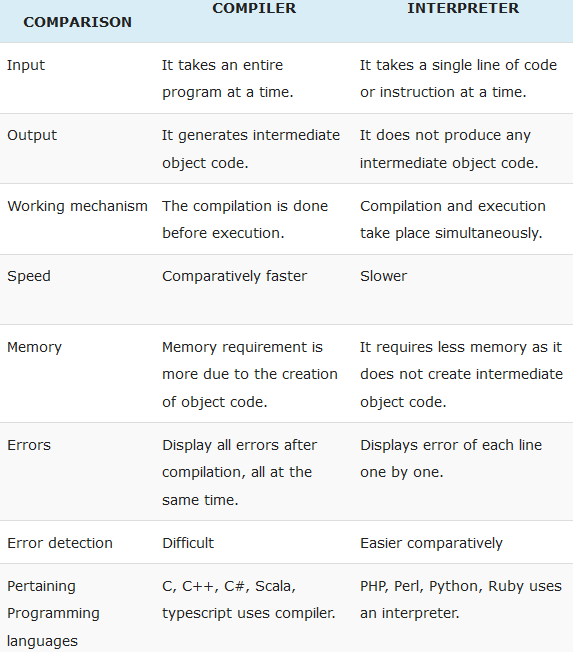 COMPARISON COMPILER INTERPRETER
Input It takes an entire It takes a single line of code
program at a time. or instruction at a time.
Output It generates intermediate It does not produce any
object code. intermediate object code.
Working mechanism The compilation is done Compilation and execution
before execution. take place simultaneously.
Speed Comparatively faster Slower
Memory Memory requirement is It requires less memory as it
more due to the creation does not create intermediate
of object code. object code.
Errors Display all errors after Displays error of each line
compilation, all at the one by one.
same time.
Error detection Difficult Easier comparatively
Pertaining C, C++, C#, Scala, PHP, Perl, Python, Ruby uses
Programming typescript uses compiler. an interpreter.
languages